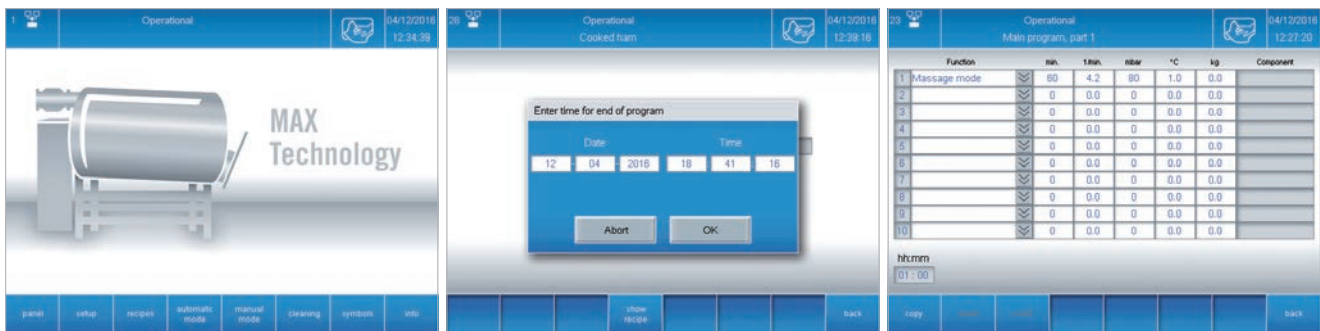 1
Operational
04/12/2016
12:34:39
MAX
Technology
panel
setup
recipes
automatic
mode
manual
mode
cleaning
symbols
info
28
Operational
Cooked ham
04/12/2016
12:39:16
Enter time for end of program
Date Time
12 - 04 - 2016 18 41 16
Abort OK
show
recipe
back
23
Operational
Main program, part 1
04/12/2016
12:27:20
Function min. 1/min. mbar °C kg Component
1 Massage mode 60 4.2 80 1.0 0.0
2 0 0.0 0 0.0 0.0
3 0 0.0 0 0.0 0.0
4 0 0.0 0 0.0 0.0
5 0 0.0 0 0.0 0.0
6 0 0.0 0 0.0 0.0
7 0 0.0 0 0.0 0.0
8 0 0.0 0 0.0 0.0
9 0 0.0 0 0.0 0.0
10 0 0.0 0 0.0 0.0
hh:mm
01 : 00
copy
back